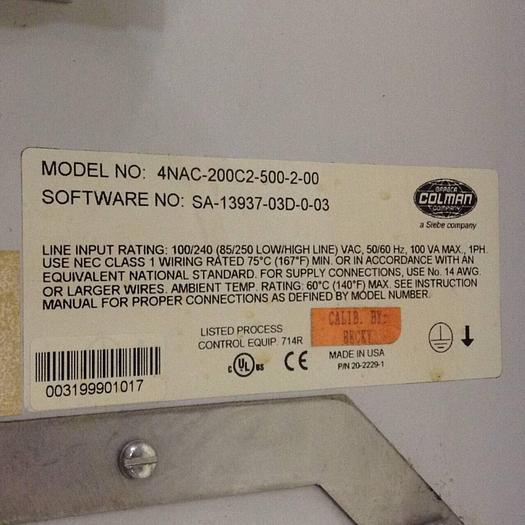 MODEL NO: 4NAC-200C2-500-2-00
SOFTWARE NO: SA-13937-03D-0-03
BARBER
COLMAN
COMPANY
a Siebe company
LINE INPUT RATING: 100/240 (85/250 LOW/HIGH LINE) VAC, 50/60 Hz, 100 VA MAX., 1PH.
USE NEC CLASS 1 WIRING RATED 75°C (167°F) MIN. OR IN ACCORDANCE WITH AN
EQUIVALENT NATIONAL STANDARD. FOR SUPPLY CONNECTIONS, USE No. 14 AWG.
OR LARGER WIRES. AMBIENT TEMP. RATING: 60°C (140°F) MAX. SEE INSTRUCTION
MANUAL FOR PROPER CONNECTIONS AS DEFINED BY MODEL NUMBER.
CALIB. BY:
BECKY
LISTED PROCESS
CONTROL EQUIP. 714R
C UL US CE
MADE IN USA
P/N 20-2229-1
003199901017